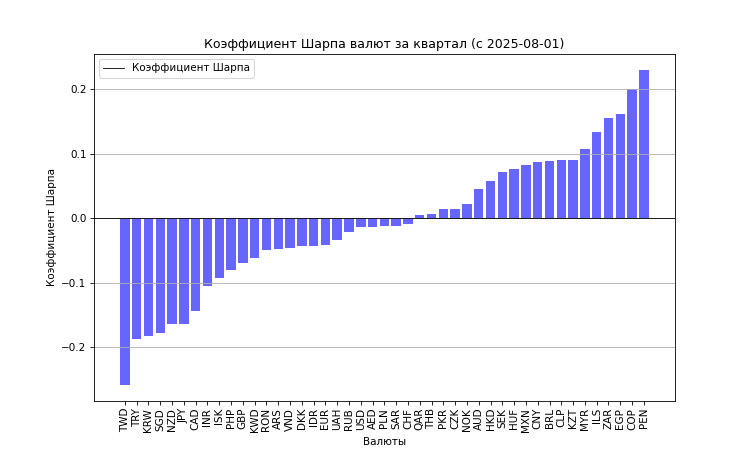 Коэффициент Шарпа валют за квартал (с 2025-08-01)
Коэффициент Шарпа
Коэффициент Шарпа
0.2
0.1
0.0
−0.1
−0.2
TWD TRY KRW SGD NZD JPY CAD INR ISK PHP GBP KWD RON ARS VND DKK IDR EUR UAH RUB USD AED PLN SAR CHF QAR THB PKR CZK NOK AUD HKD SEK HUF MXN CNY BRL CLP KZT MYR ILS ZAR EGP COP PEN
Валюты